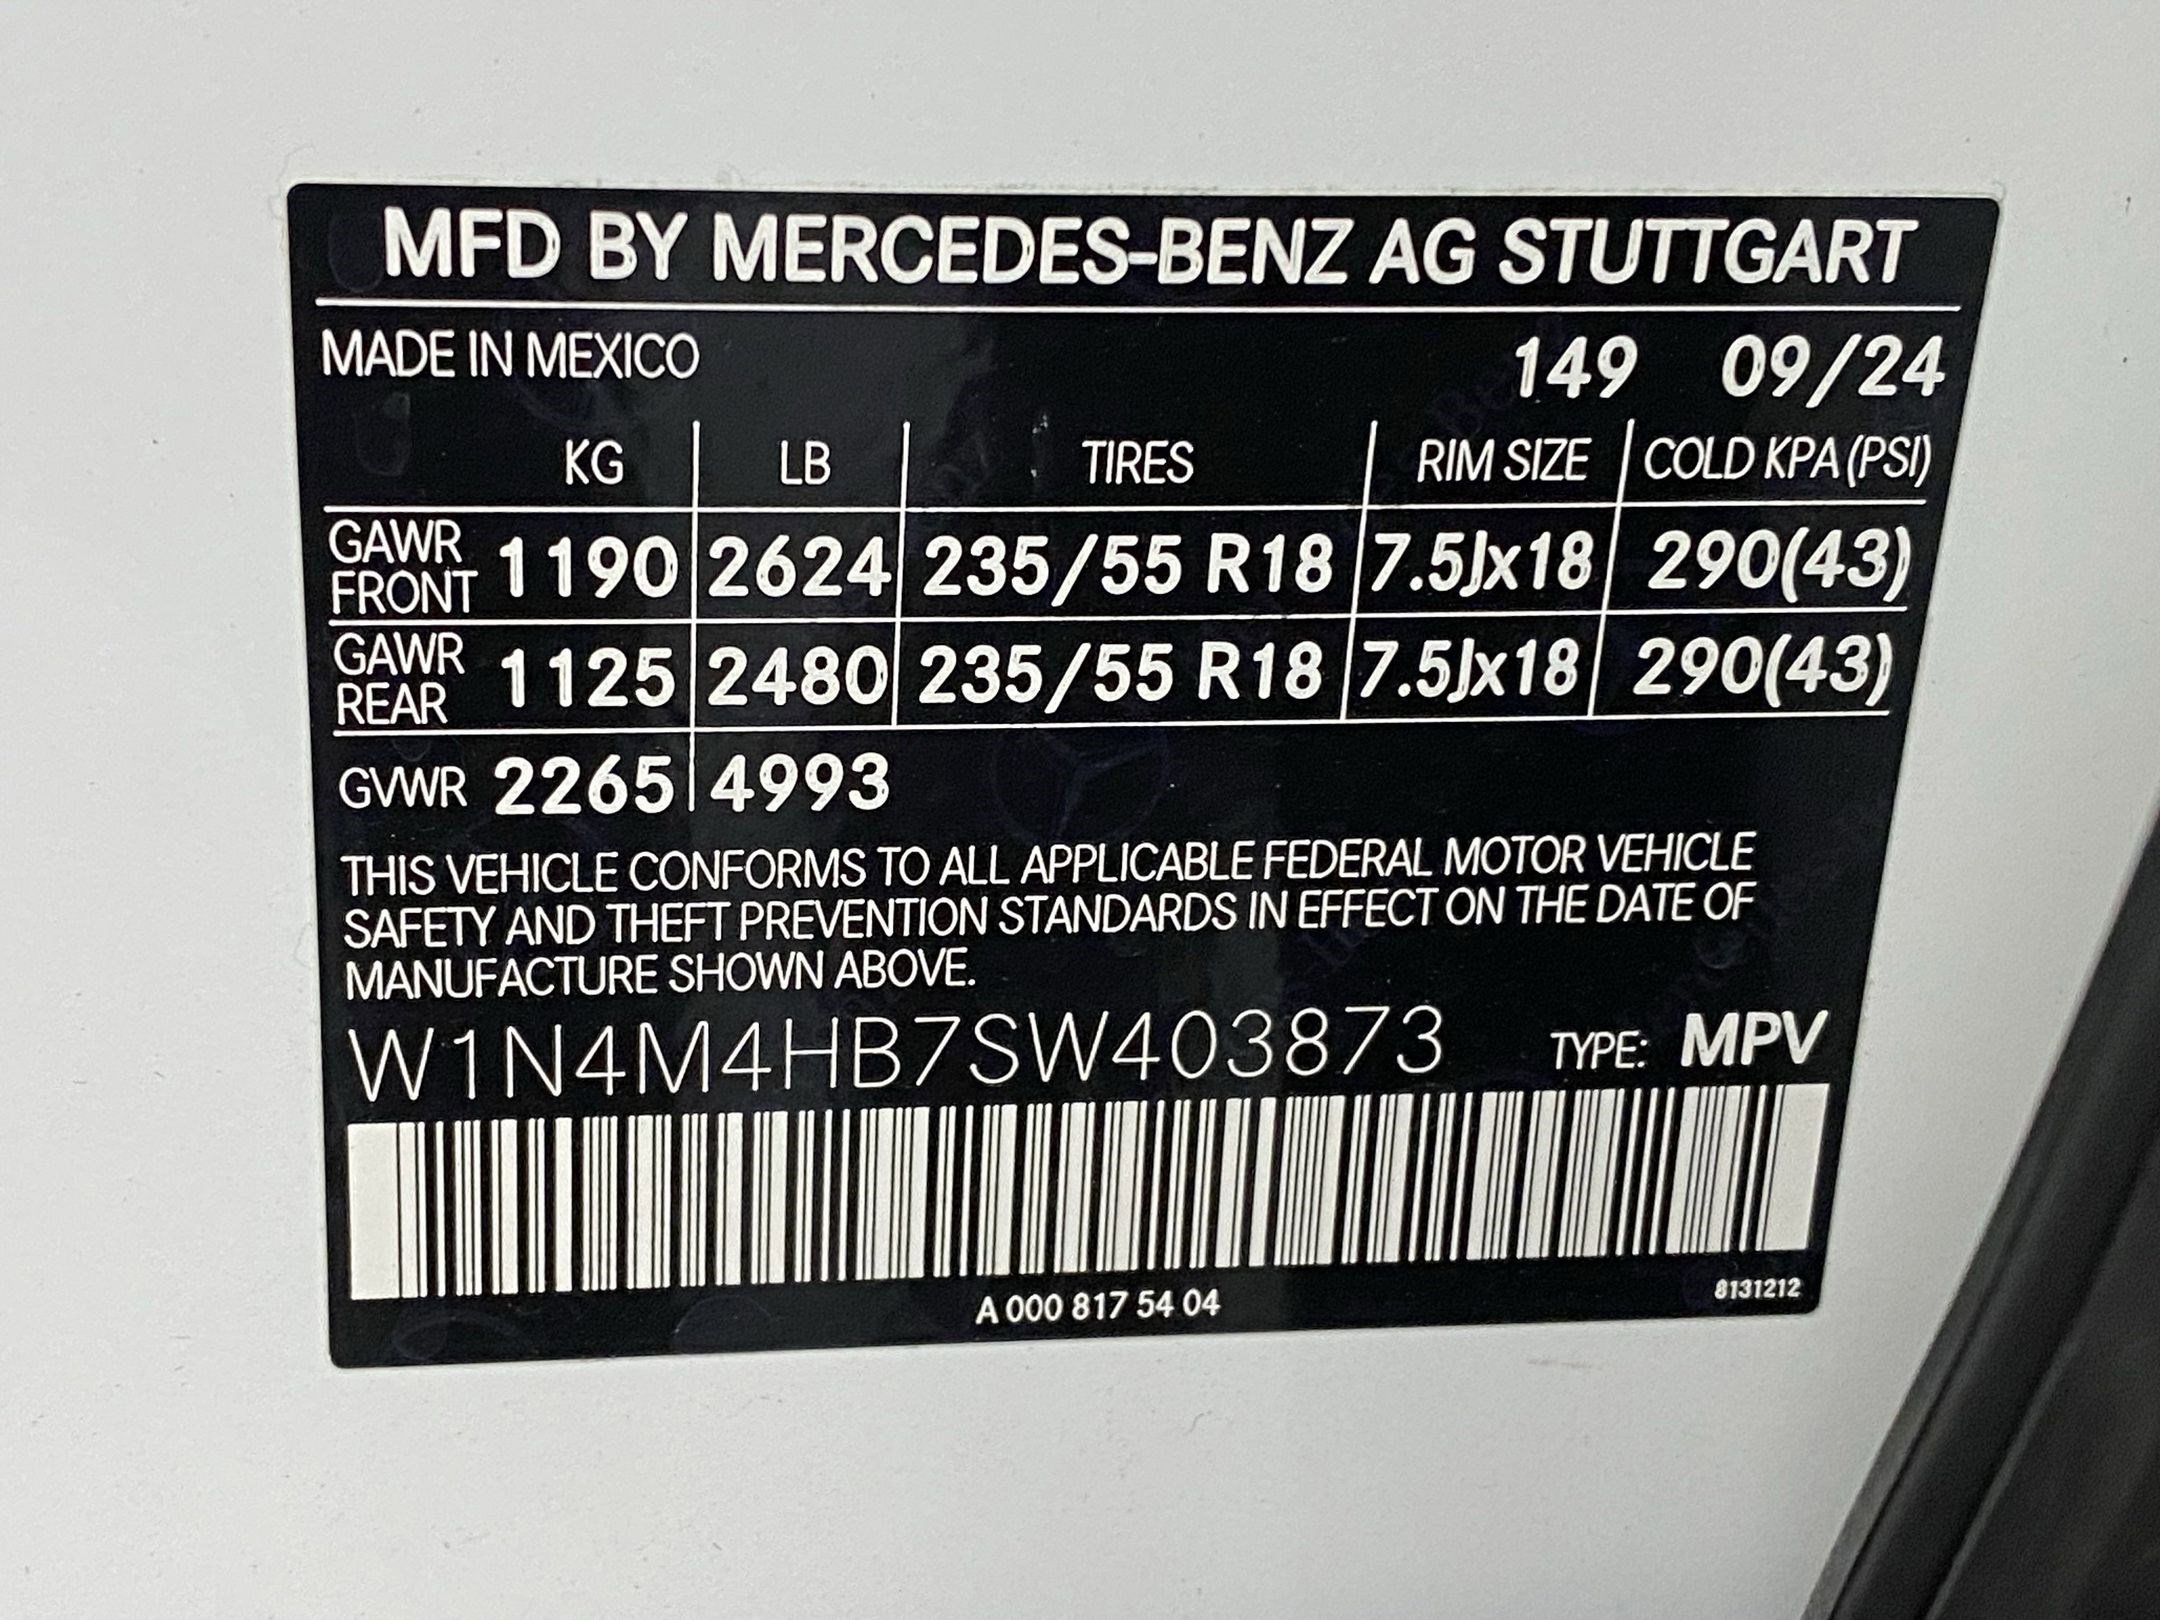 MFD BY MERCEDES-BENZ AG STUTTGART
MADE IN MEXICO 149 09/24
KG LB TIRES RIM SIZE COLD KPA (PSI)
GAWR FRONT 1190 2624 235/55 R18 7.5Jx18 290(43)
GAWR REAR 1125 2480 235/55 R18 7.5Jx18 290(43)
GVWR 2265 4993
THIS VEHICLE CONFORMS TO ALL APPLICABLE FEDERAL MOTOR VEHICLE
SAFETY AND THEFT PREVENTION STANDARDS IN EFFECT ON THE DATE OF
MANUFACTURE SHOWN ABOVE.
W1N4M4HB7SW403873 TYPE: MPV
A 000 817 54 04 8131212